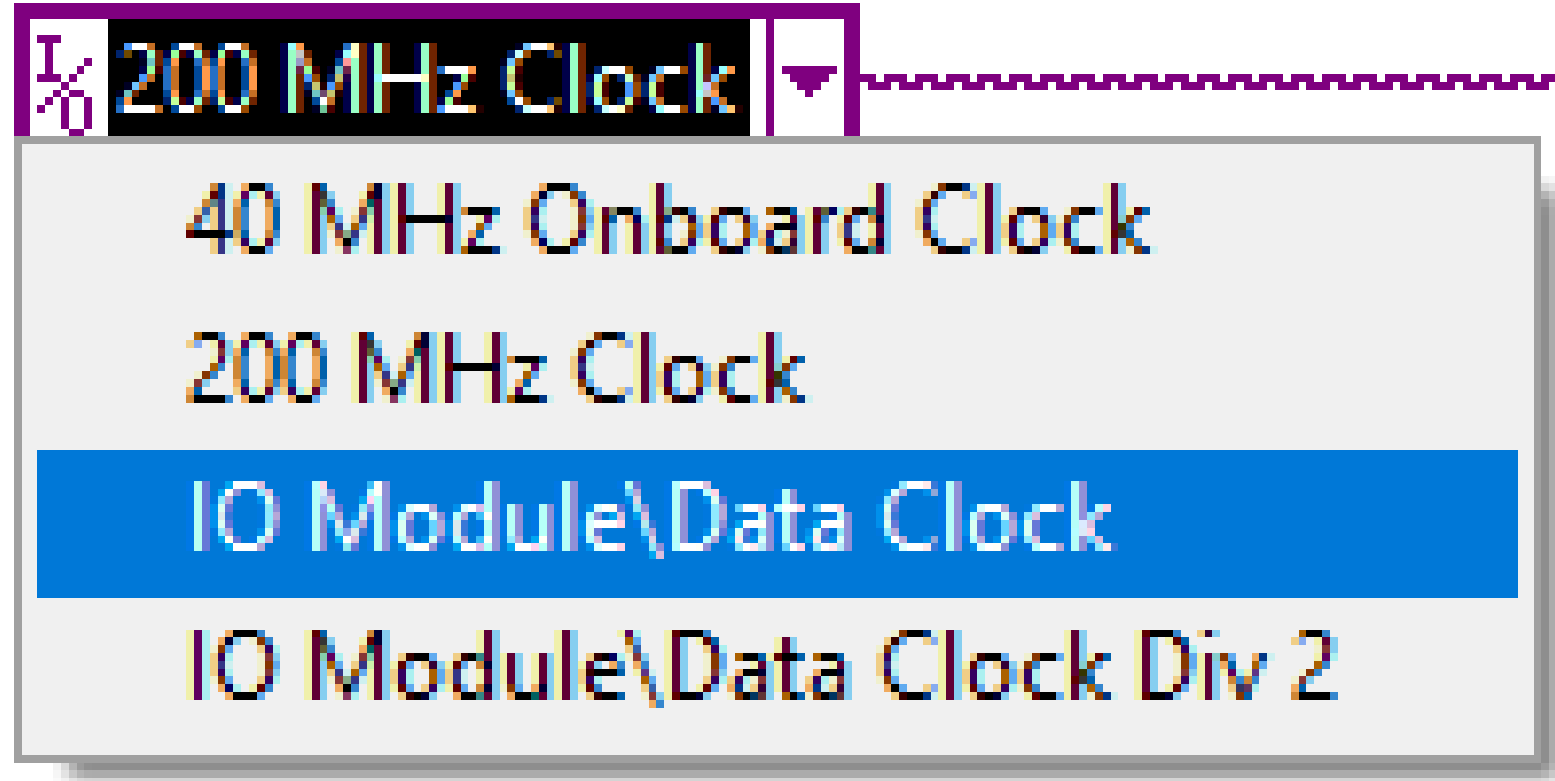 I/O 200 MHz Clock
40 MHz Onboard Clock
200 MHz Clock
IO Module\Data Clock
IO Module\Data Clock Div 2